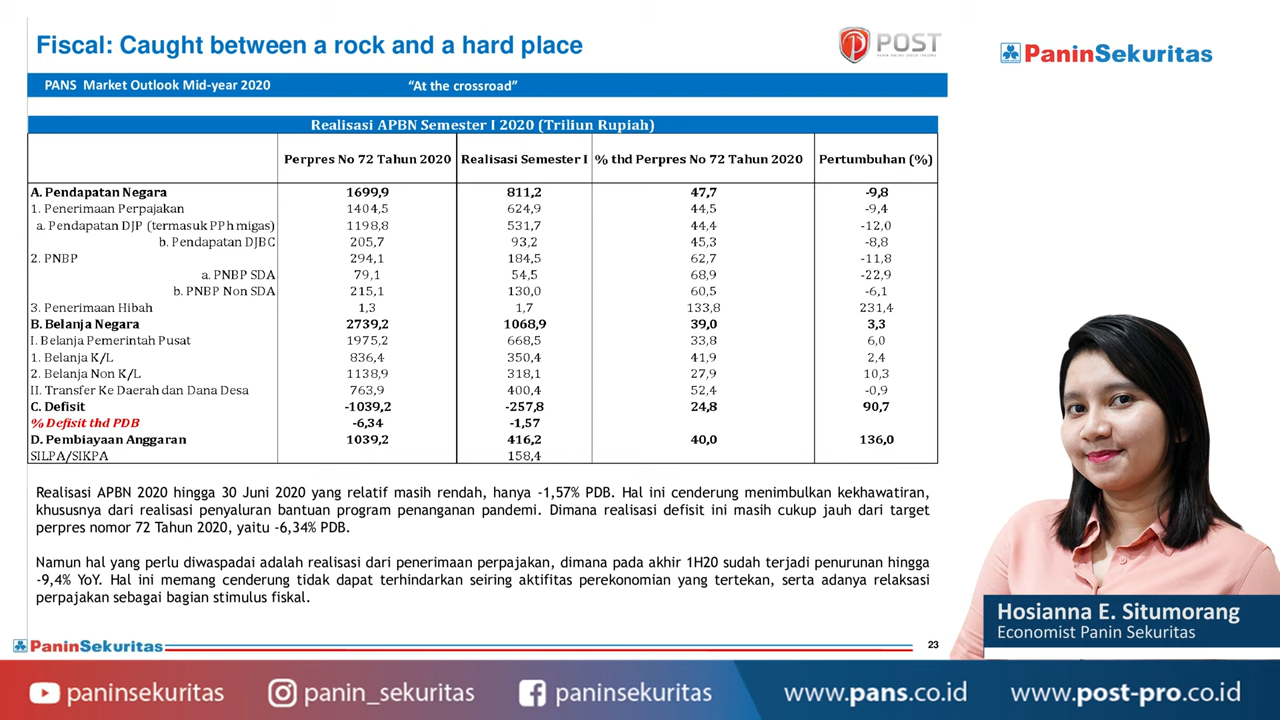 Fiscal: Caught between a rock and a hard place
POST
PANIN ONLINE STOCK TRADING
PaninSekuritas
PANS Market Outlook Mid-year 2020 “At the crossroad”
Realisasi APBN Semester I 2020 (Triliun Rupiah)
Perpres No 72 Tahun 2020 Realisasi Semester I % thd Perpres No 72 Tahun 2020 Pertumbuhan (%)
A. Pendapatan Negara 1699,9 811,2 47,7 -9,8
1. Penerimaan Perpajakan 1404,5 624,9 44,5 -9,4
a. Pendapatan DJP (termasuk PPh migas) 1198,8 531,7 44,4 -12,0
b. Pendapatan DJBC 205,7 93,2 45,3 -8,8
2. PNBP 294,1 184,5 62,7 -11,8
a. PNBP SDA 79,1 54,5 68,9 -22,9
b. PNBP Non SDA 215,1 130,0 60,5 -6,1
3. Penerimaan Hibah 1,3 1,7 133,8 231,4
B. Belanja Negara 2739,2 1068,9 39,0 3,3
I. Belanja Pemerintah Pusat 1975,2 668,5 33,8 6,0
1. Belanja K/L 836,4 350,4 41,9 2,4
2. Belanja Non K/L 1138,9 318,1 27,9 10,3
II. Transfer Ke Daerah dan Dana Desa 763,9 400,4 52,4 -0,9
C. Defisit -1039,2 -257,8 24,8 90,7
% Defisit thd PDB -6,34 -1,57
D. Pembiayaan Anggaran 1039,2 416,2 40,0 136,0
SILPA/SIKPA 158,4
Realisasi APBN 2020 hingga 30 Juni 2020 yang relatif masih rendah, hanya -1,57% PDB. Hal ini cenderung menimbulkan kekhawatiran,
khususnya dari realisasi penyaluran bantuan program penanganan pandemi. Dimana realisasi defisit ini masih cukup jauh dari target
perpres nomor 72 Tahun 2020, yaitu -6,34% PDB.
Namun hal yang perlu diwaspadai adalah realisasi dari penerimaan perpajakan, dimana pada akhir 1H20 sudah terjadi penurunan hingga
-9,4% YoY. Hal ini memang cenderung tidak dapat terhindarkan seiring aktifitas perekonomian yang tertekan, serta adanya relaksasi
perpajakan sebagai bagian stimulus fiskal.
Hosianna E. Situmorang
Economist Panin Sekuritas
PaninSekuritas 23
paninsekuritas panin_sekuritas paninsekuritas www.pans.co.id www.post-pro.co.id